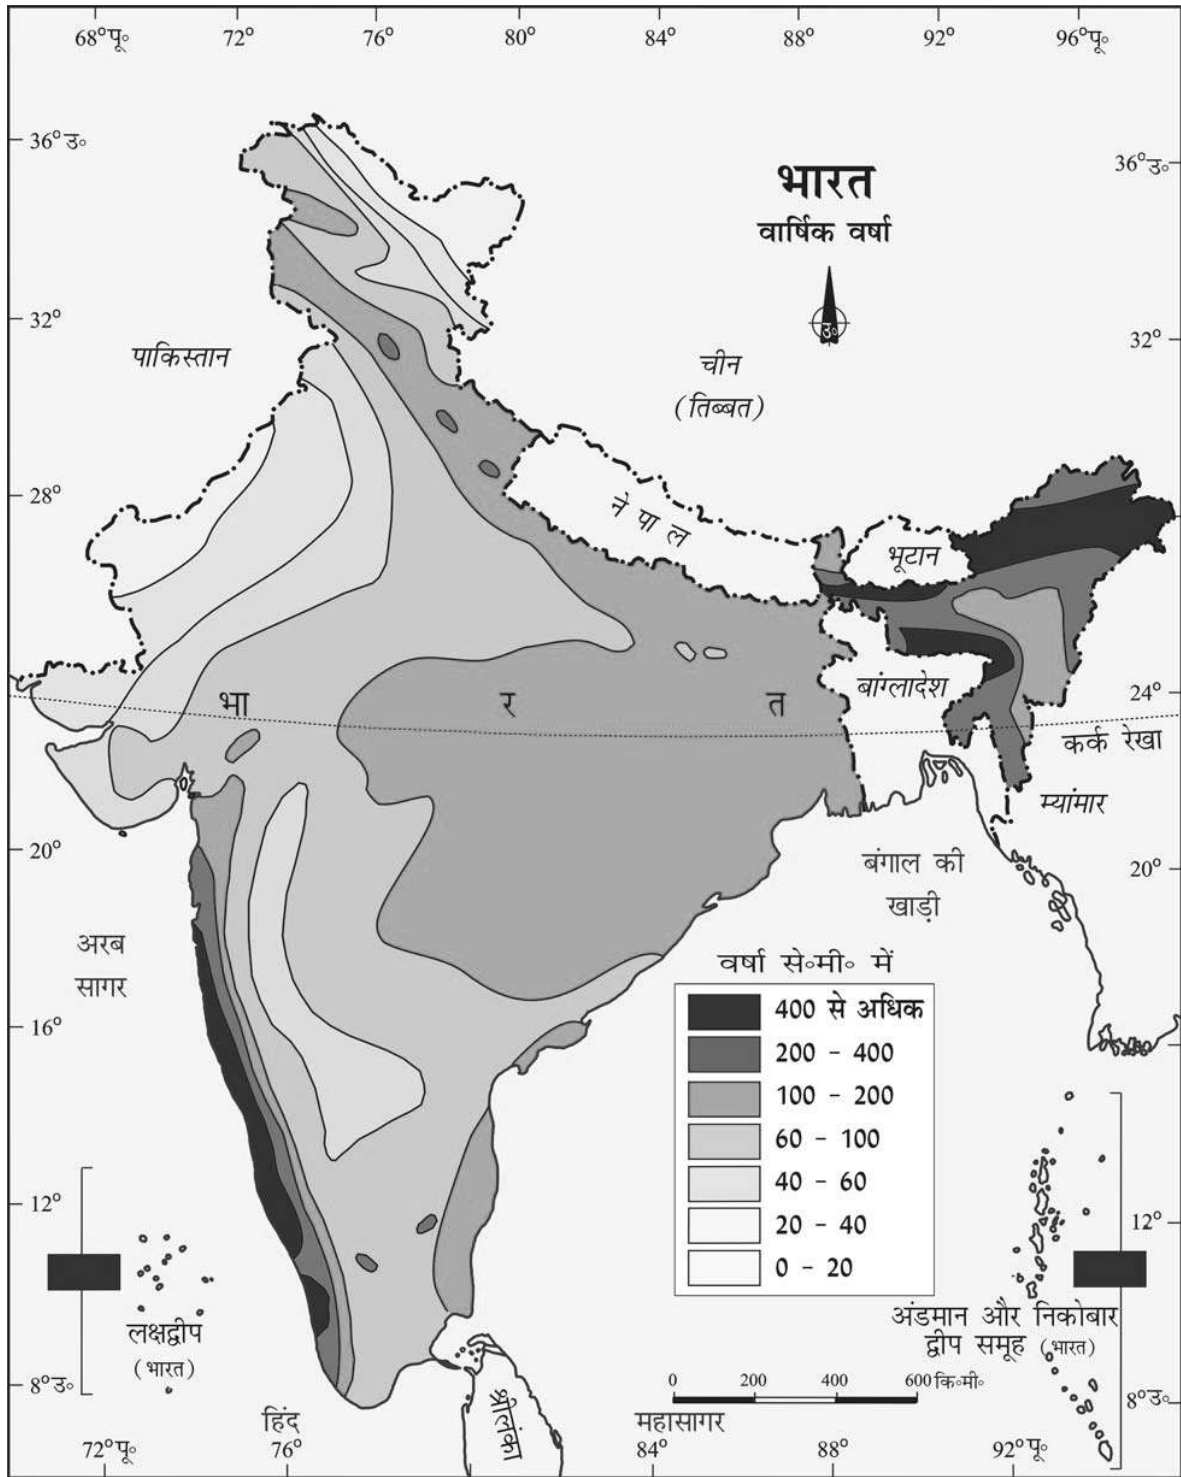 68°पू॰ 72° 76° 80° 84° 88° 92° 96°पू॰
36°उ॰
36°उ॰
भारत
वार्षिक वर्षा
उ॰
32°
32°
पाकिस्तान
चीन
(तिब्बत)
28°
नेपाल
भूटान
बांग्लादेश
24°
भा र त
कर्क रेखा
म्यांमार
20°
20°
बंगाल की
खाड़ी
अरब
सागर
वर्षा से॰मी॰ में
400 से अधिक
200 - 400
100 - 200
60 - 100
40 - 60
20 - 40
0 - 20
16°
12°
12°
लक्षद्वीप
(भारत)
अंडमान और निकोबार
द्वीप समूह (भारत)
0 200 400 600 कि॰मी॰
8°उ॰
8°उ॰
हिंद
श्रीलंका
महासागर
72°पू॰ 76° 84° 88° 92°पू॰